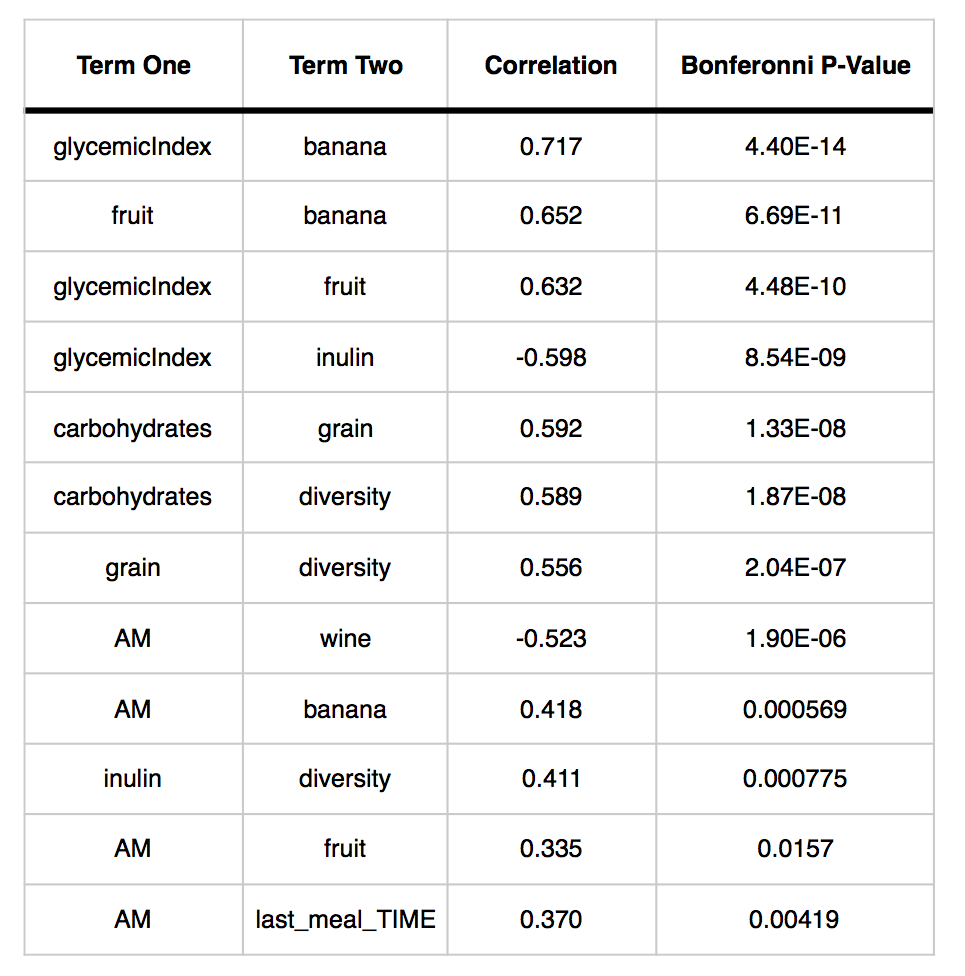 Term One Term Two Correlation Bonferonni P-Value
glycemicIndex banana 0.717 4.40E-14
fruit banana 0.652 6.69E-11
glycemicIndex fruit 0.632 4.48E-10
glycemicIndex inulin -0.598 8.54E-09
carbohydrates grain 0.592 1.33E-08
carbohydrates diversity 0.589 1.87E-08
grain diversity 0.556 2.04E-07
AM wine -0.523 1.90E-06
AM banana 0.418 0.000569
inulin diversity 0.411 0.000775
AM fruit 0.335 0.0157
AM last_meal_TIME 0.370 0.00419